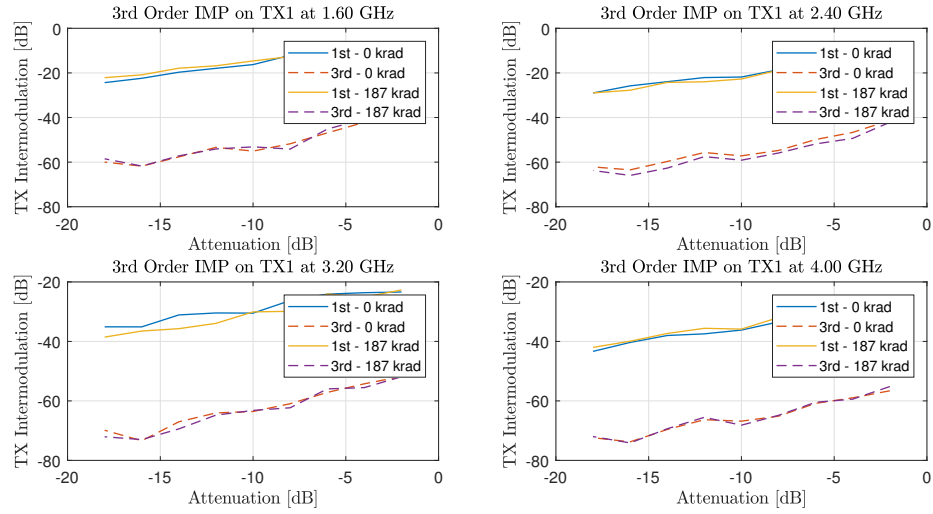 3rd Order IMP on TX1 at 1.60 GHz
TX Intermodulation [dB]
0
-20
-40
-60
-80
1st - 0 krad
3rd - 0 krad
1st - 187 krad
3rd - 187 krad
-20 -15 -10 -5 0
Attenuation [dB]
3rd Order IMP on TX1 at 2.40 GHz
TX Intermodulation [dB]
0
-20
-40
-60
-80
1st - 0 krad
3rd - 0 krad
1st - 187 krad
3rd - 187 krad
-20 -15 -10 -5 0
Attenuation [dB]
3rd Order IMP on TX1 at 3.20 GHz
TX Intermodulation [dB]
-20
-40
-60
-80
1st - 0 krad
3rd - 0 krad
1st - 187 krad
3rd - 187 krad
-20 -15 -10 -5 0
Attenuation [dB]
3rd Order IMP on TX1 at 4.00 GHz
TX Intermodulation [dB]
-20
-40
-60
-80
1st - 0 krad
3rd - 0 krad
1st - 187 krad
3rd - 187 krad
-20 -15 -10 -5 0
Attenuation [dB]